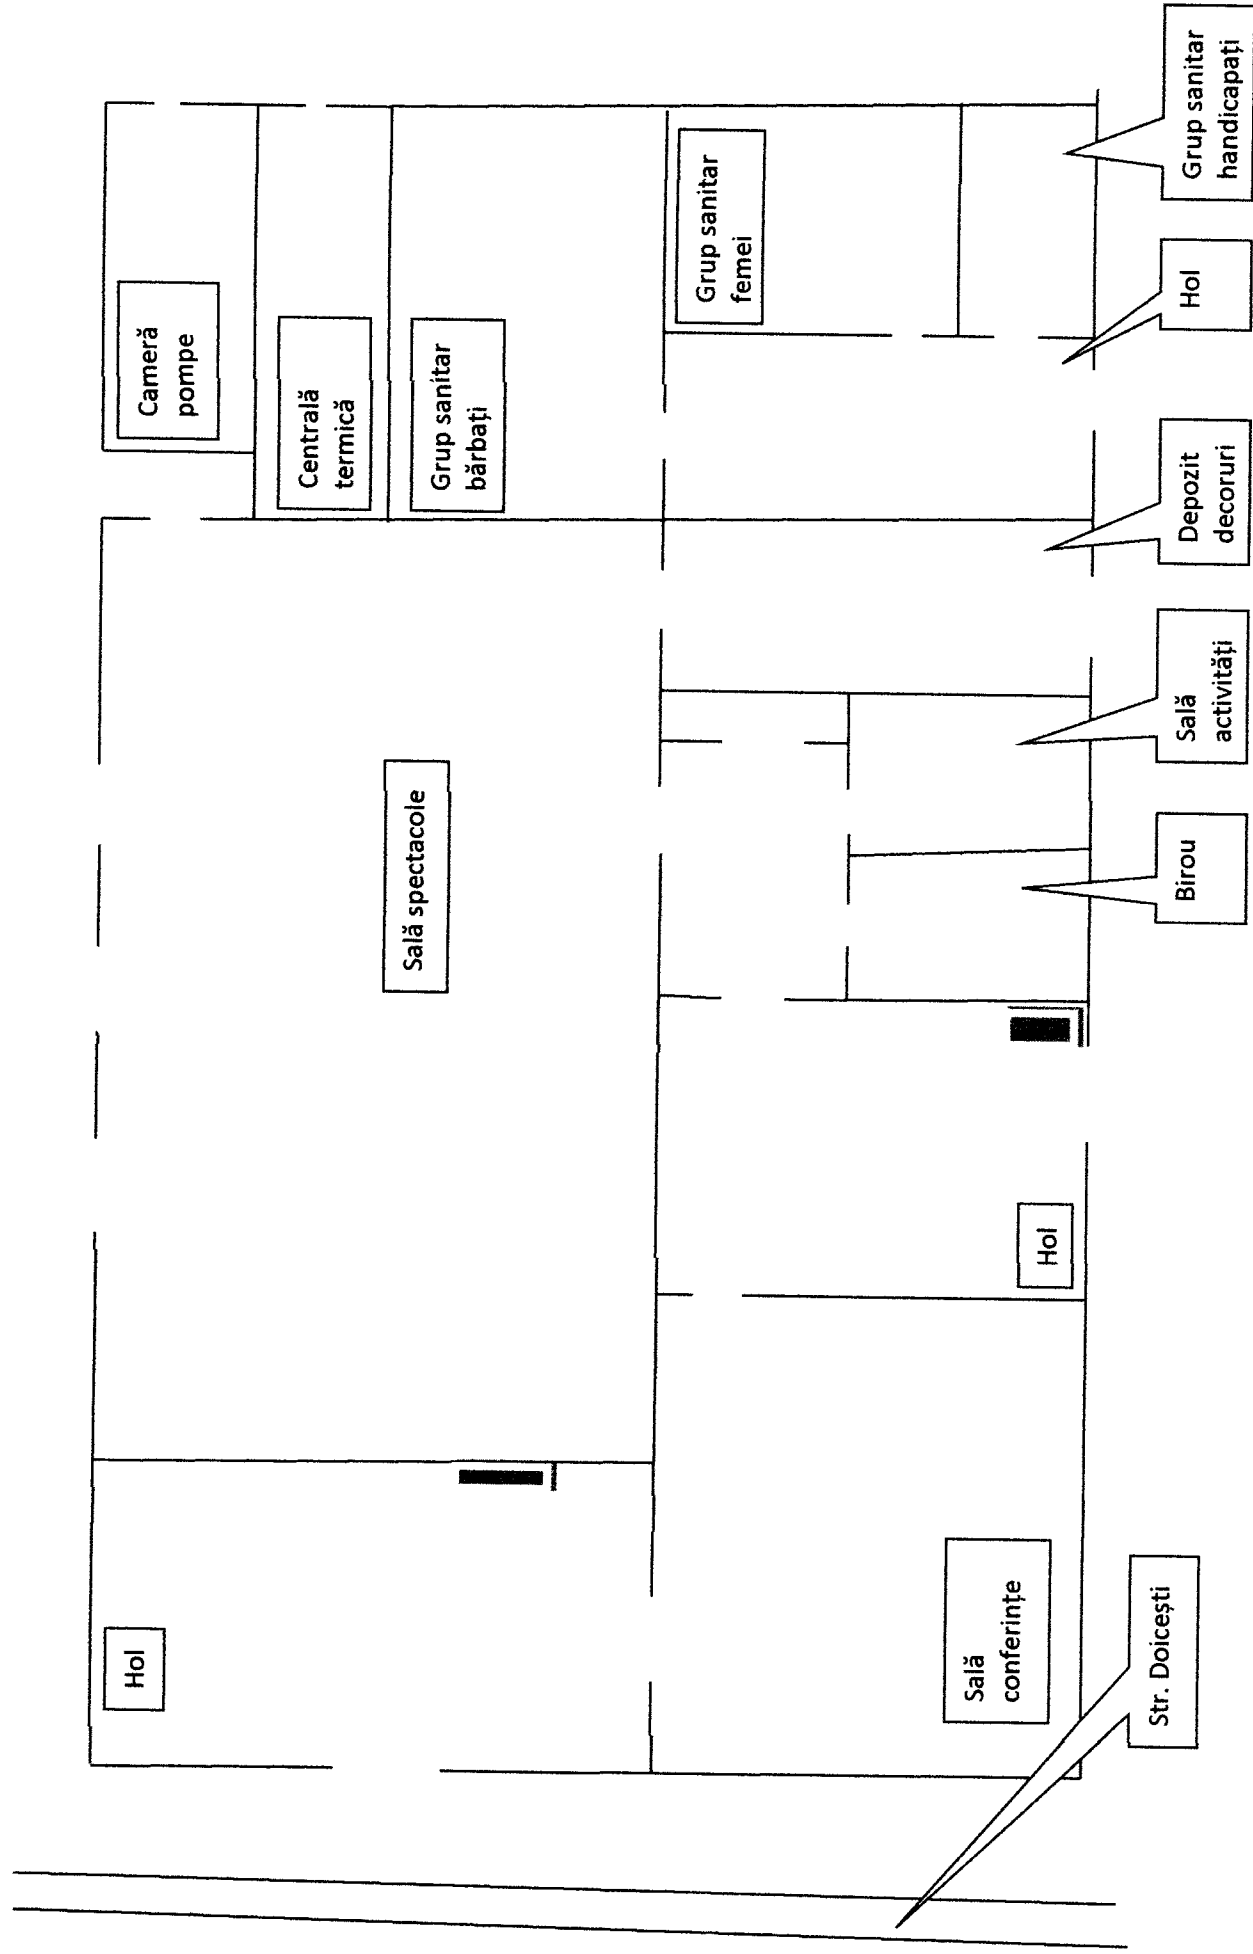 Cameră
pompe
Centrală
termică
Grup sanitar
bărbați
Grup sanitar
femei
Grup sanitar
handicapați
Hol
Depozit
decoruri
Sală
activități
Birou
Sală spectacole
Hol
Hol
Sală
conferințe
Str. Doicești